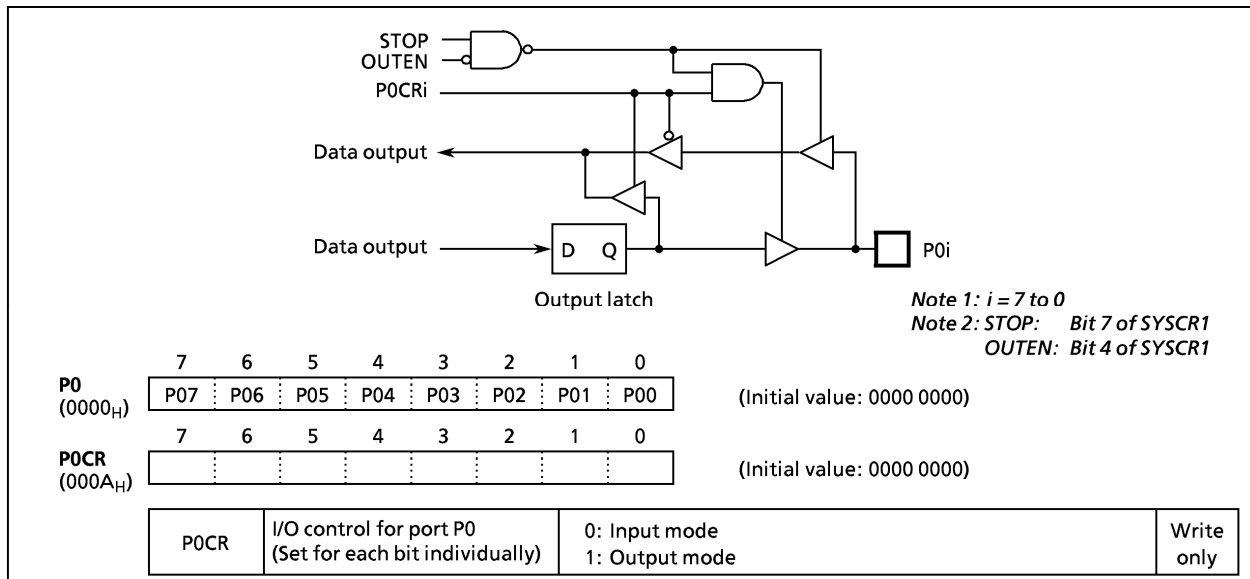 STOP
OUTEN
P0CRi
Data output
Data output
D Q
P0i
Output latch
Note 1: i = 7 to 0
Note 2: STOP: Bit 7 of SYSCR1
OUTEN: Bit 4 of SYSCR1
7 6 5 4 3 2 1 0
P0
(0000H)
P07 P06 P05 P04 P03 P02 P01 P00
(Initial value: 0000 0000)
7 6 5 4 3 2 1 0
P0CR
(000AH)
(Initial value: 0000 0000)
P0CR
I/O control for port P0
(Set for each bit individually)
0: Input mode
1: Output mode
Write
only